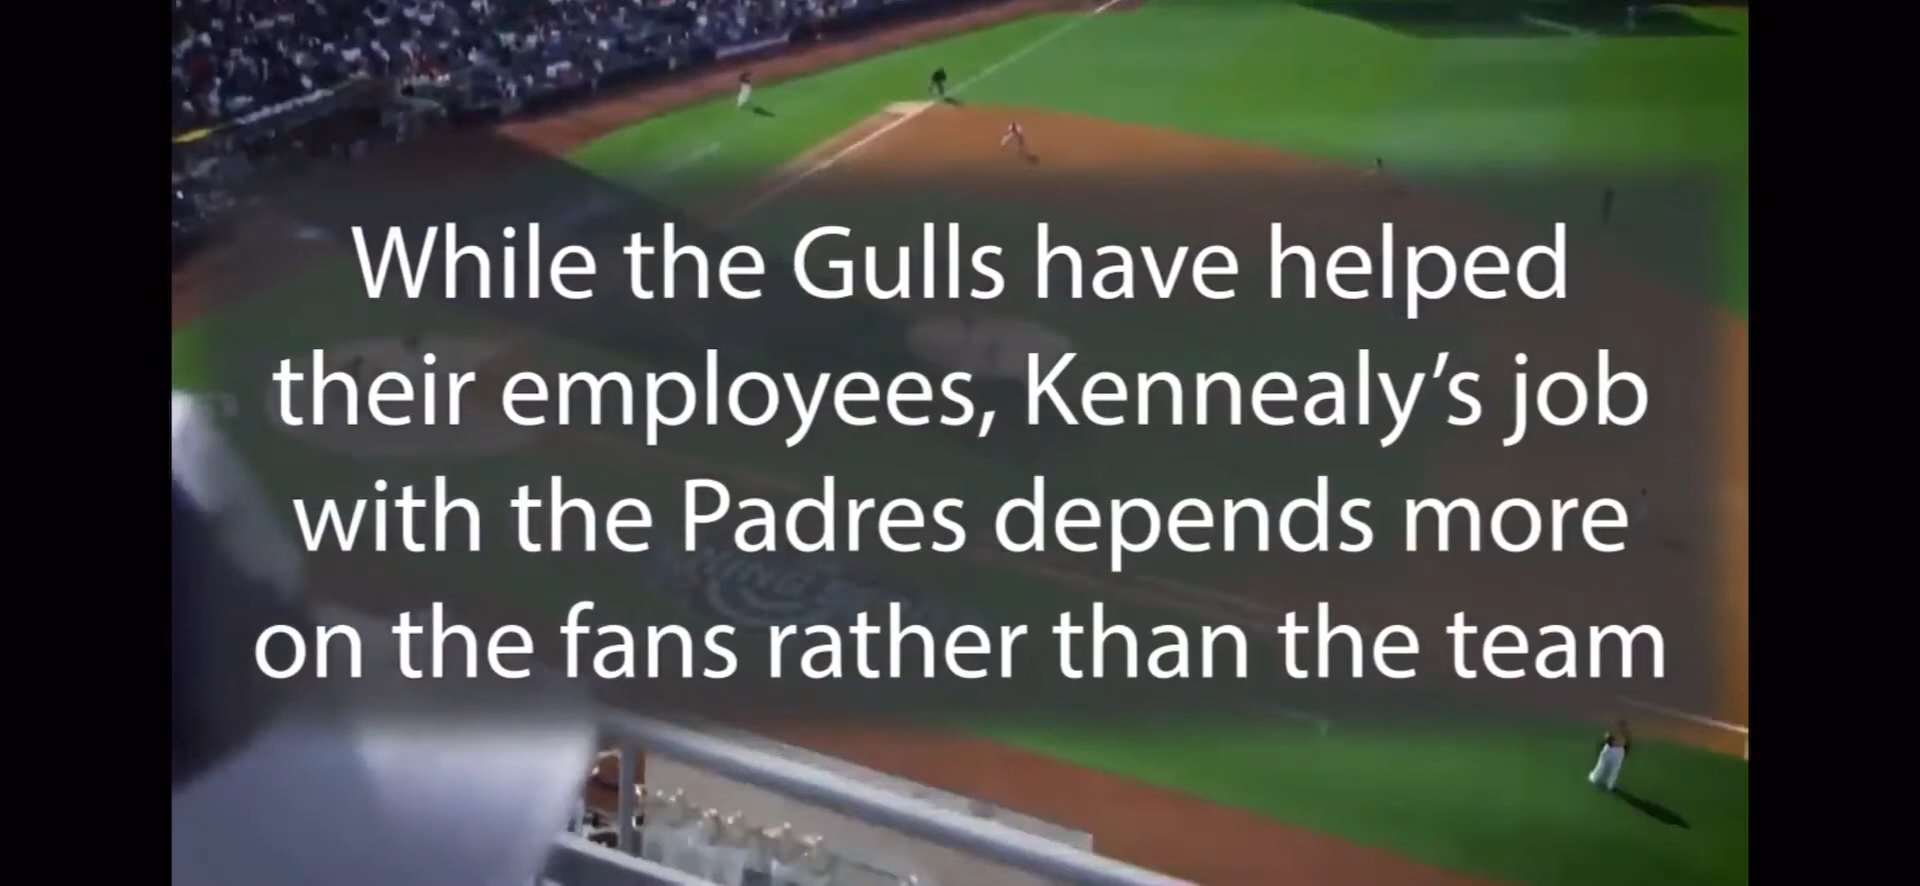 While the Gulls have helped
their employees, Kennealy’s job
with the Padres depends more
on the fans rather than the team